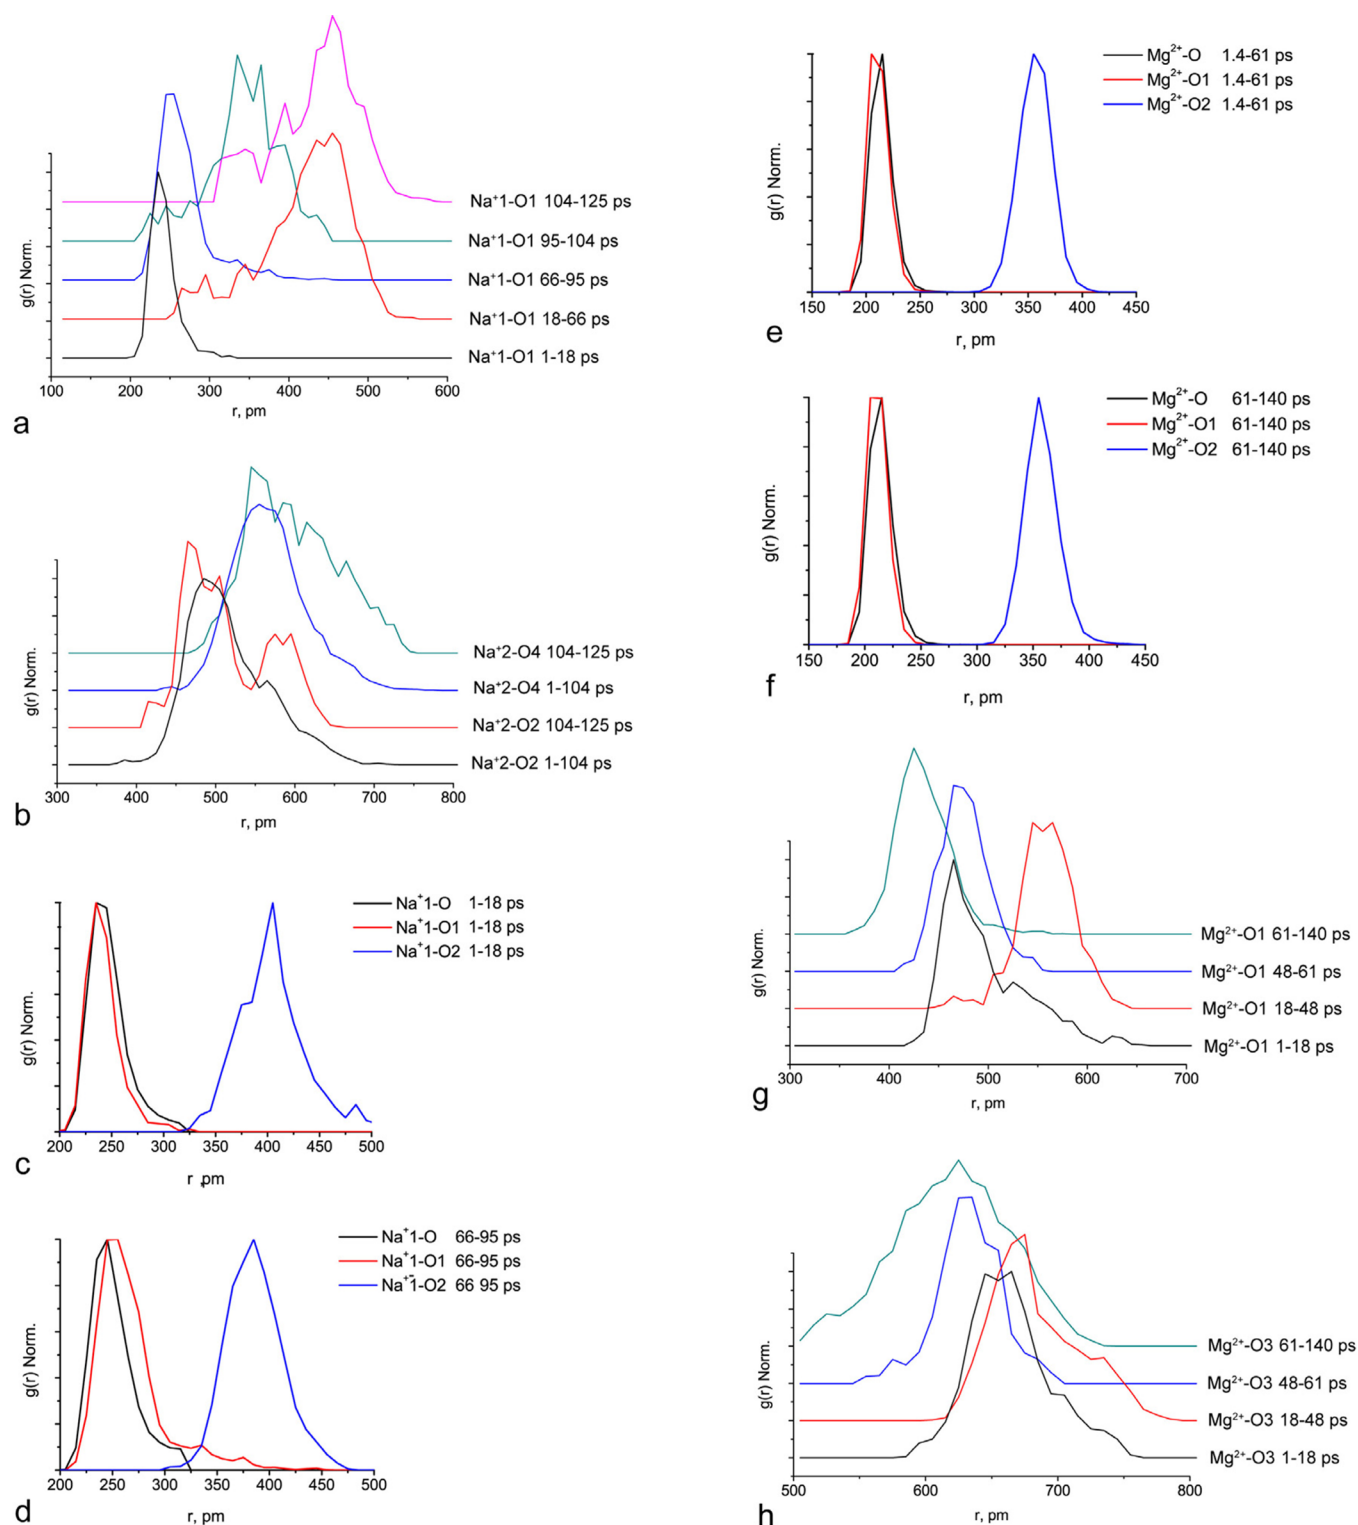 g(r) Norm.
Na⁺1-O1 104-125 ps
Na⁺1-O1 95-104 ps
Na⁺1-O1 66-95 ps
Na⁺1-O1 18-66 ps
Na⁺1-O1 1-18 ps
100 200 300 400 500 600
r, pm
a
g(r) Norm.
Na⁺2-O4 104-125 ps
Na⁺2-O4 1-104 ps
Na⁺2-O2 104-125 ps
Na⁺2-O2 1-104 ps
300 400 500 600 700 800
r, pm
b
g(r) Norm.
Na⁺1-O 1-18 ps
Na⁺1-O1 1-18 ps
Na⁺1-O2 1-18 ps
200 250 300 350 400 450 500
r, pm
c
g(r) Norm.
Na⁺1-O 66-95 ps
Na⁺1-O1 66-95 ps
Na⁺1-O2 66 95 ps
200 250 300 350 400 450 500
r, pm
d
g(r) Norm.
Mg²⁺-O 1.4-61 ps
Mg²⁺-O1 1.4-61 ps
Mg²⁺-O2 1.4-61 ps
150 200 250 300 350 400 450
r, pm
e
g(r) Norm.
Mg²⁺-O 61-140 ps
Mg²⁺-O1 61-140 ps
Mg²⁺-O2 61-140 ps
150 200 250 300 350 400 450
r, pm
f
g(r) Norm.
Mg²⁺-O1 61-140 ps
Mg²⁺-O1 48-61 ps
Mg²⁺-O1 18-48 ps
Mg²⁺-O1 1-18 ps
300 400 500 600 700
r, pm
g
g(r) Norm.
Mg²⁺-O3 61-140 ps
Mg²⁺-O3 48-61 ps
Mg²⁺-O3 18-48 ps
Mg²⁺-O3 1-18 ps
500 600 700 800
r, pm
h